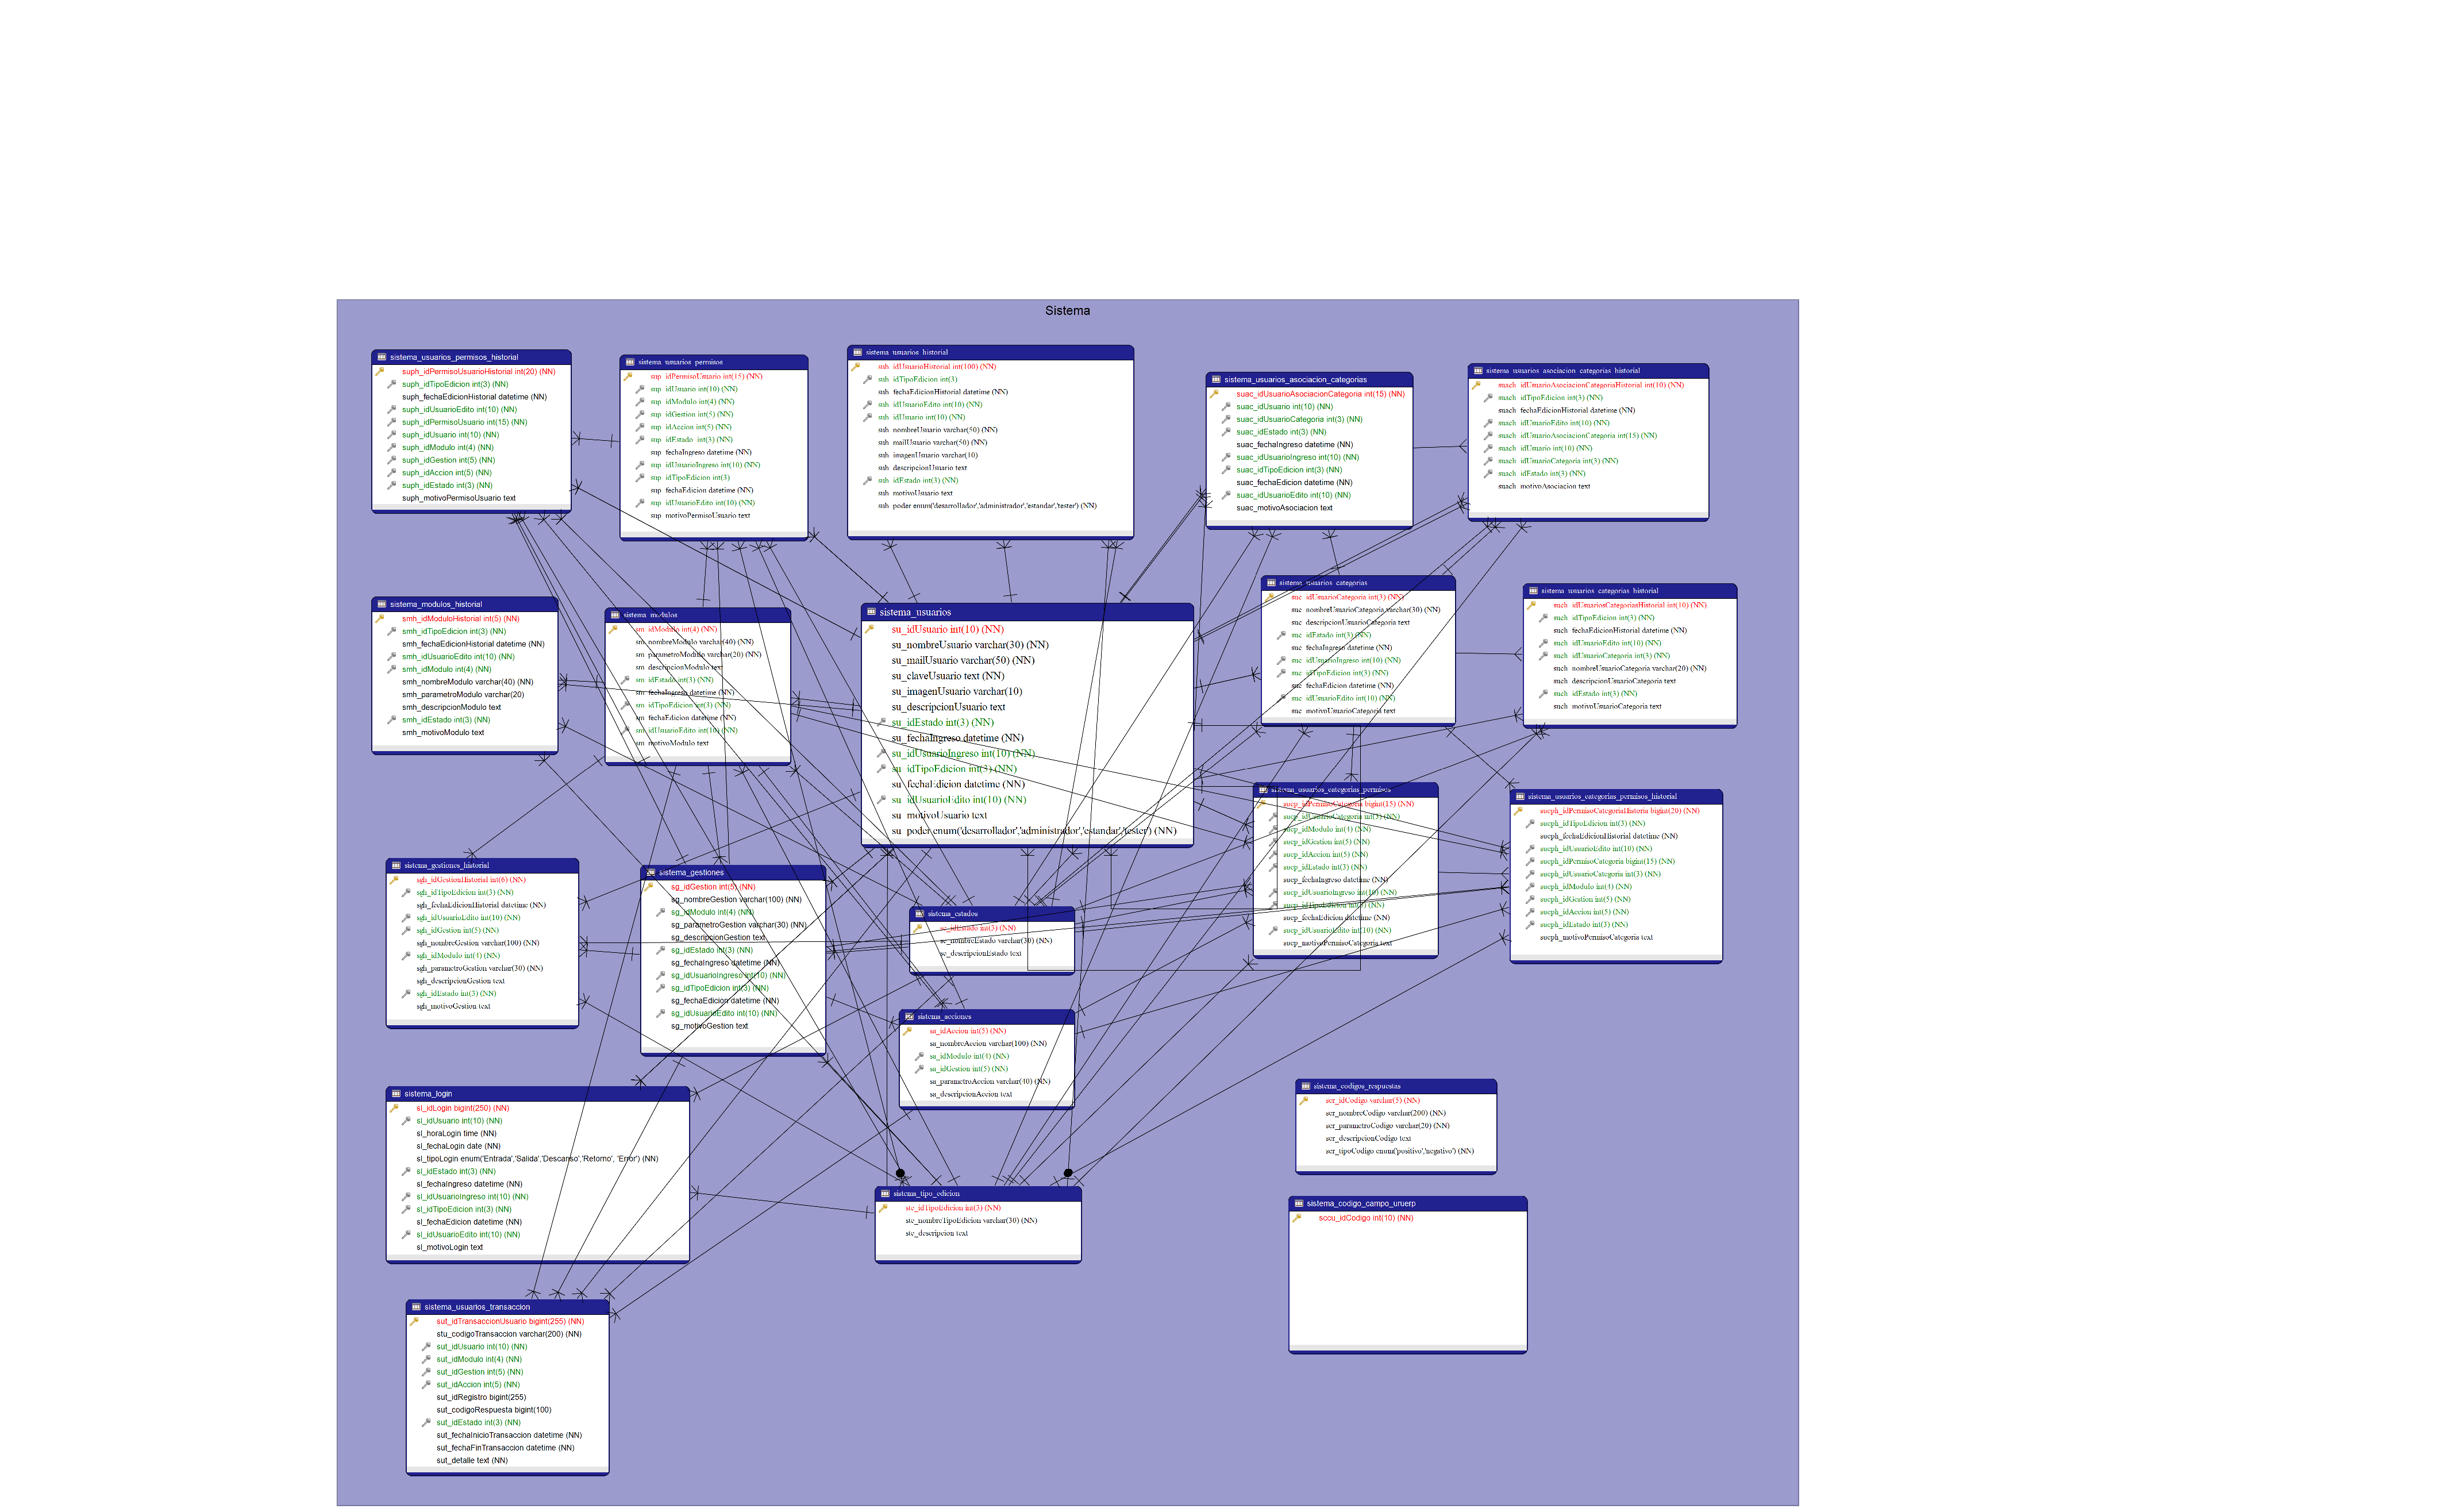 Sistema
sistema_usuarios_permisos_historial
suph_idPermisoUsuarioHistorial int(20) (NN)
suph_idTipoEdicion int(3) (NN)
suph_fechaEdicionHistorial datetime (NN)
suph_idUsuarioEdito int(10) (NN)
suph_idPermisoUsuario int(15) (NN)
suph_idUsuario int(10) (NN)
suph_idModulo int(4) (NN)
suph_idGestion int(5) (NN)
suph_idAccion int(5) (NN)
suph_idEstado int(3) (NN)
suph_motivoPermisoUsuario text
sistema_usuarios_permisos
sup_idPermisoUsuario int(15) (NN)
sup_idUsuario int(10) (NN)
sup_idModulo int(4) (NN)
sup_idGestion int(5) (NN)
sup_idAccion int(5) (NN)
sup_idEstado int(3) (NN)
sup_fechaIngreso datetime (NN)
sup_idUsuarioIngreso int(10) (NN)
sup_idTipoEdicion int(3)
sup_fechaEdicion datetime (NN)
sup_idUsuarioEdito int(10) (NN)
sup_motivoPermisoUsuario text
sistema_usuarios_historial
suh_idUsuarioHistorial int(100) (NN)
suh_idTipoEdicion int(3)
suh_fechaEdicionHistorial datetime (NN)
suh_idUsuarioEdito int(10) (NN)
suh_idUsuario int(10) (NN)
suh_nombreUsuario varchar(50) (NN)
suh_mailUsuario varchar(50) (NN)
suh_imagenUsuario varchar(10)
suh_descripcionUsuario text
suh_idEstado int(3) (NN)
suh_motivoUsuario text
suh_poder enum('desarrollador','administrador','estandar','tester') (NN)
sistema_usuarios_asociacion_categorias
suac_idUsuarioAsociacionCategoria int(15) (NN)
suac_idUsuario int(10) (NN)
suac_idUsuarioCategoria int(3) (NN)
suac_idEstado int(3) (NN)
suac_fechaIngreso datetime (NN)
suac_idUsuarioIngreso int(10) (NN)
suac_idTipoEdicion int(3) (NN)
suac_fechaEdicion datetime (NN)
suac_idUsuarioEdito int(10) (NN)
suac_motivoAsociacion text
sistema_usuarios_asociacion_categorias_historial
suach_idUsuarioAsociacionCategoriaHistorial int(10) (NN)
suach_idTipoEdicion int(3) (NN)
suach_fechaEdicionHistorial datetime (NN)
suach_idUsuarioEdito int(10) (NN)
suach_idUsuarioAsociacionCategoria int(15) (NN)
suach_idUsuario int(10) (NN)
suach_idUsuarioCategoria int(3) (NN)
suach_idEstado int(3) (NN)
suach_motivoAsociacion text
sistema_modulos_historial
smh_idModuloHistorial int(5) (NN)
smh_idTipoEdicion int(3) (NN)
smh_fechaEdicionHistorial datetime (NN)
smh_idUsuarioEdito int(10) (NN)
smh_idModulo int(4) (NN)
smh_nombreModulo varchar(40) (NN)
smh_parametroModulo varchar(20)
smh_descripcionModulo text
smh_idEstado int(3) (NN)
smh_motivoModulo text
sistema_modulos
sm_idModulo int(4) (NN)
sm_nombreModulo varchar(40) (NN)
sm_parametroModulo varchar(20) (NN)
sm_descripcionModulo text
sm_idEstado int(3) (NN)
sm_fechaIngreso datetime (NN)
sm_idTipoEdicion int(3) (NN)
sm_fechaEdicion datetime (NN)
sm_idUsuarioEdito int(10) (NN)
sm_motivoModulo text
sistema_usuarios
su_idUsuario int(10) (NN)
su_nombreUsuario varchar(30) (NN)
su_mailUsuario varchar(50) (NN)
su_claveUsuario text (NN)
su_imagenUsuario varchar(10)
su_descripcionUsuario text
su_idEstado int(3) (NN)
su_fechaIngreso datetime (NN)
su_idUsuarioIngreso int(10) (NN)
su_idTipoEdicion int(3) (NN)
su_fechaEdicion datetime (NN)
su_idUsuarioEdito int(10) (NN)
su_motivoUsuario text
su_poder enum('desarrollador','administrador','estandar','tester') (NN)
sistema_usuarios_categorias
suc_idUsuarioCategoria int(3) (NN)
suc_nombreUsuarioCategoria varchar(30) (NN)
suc_descripcionUsuarioCategoria text
suc_idEstado int(3) (NN)
suc_fechaIngreso datetime (NN)
suc_idUsuarioIngreso int(10) (NN)
suc_idTipoEdicion int(3) (NN)
suc_fechaEdicion datetime (NN)
suc_idUsuarioEdito int(10) (NN)
suc_motivoUsuarioCategoria text
sistema_usuarios_categorias_historial
such_idUsuariosCategoriasHistorial int(10) (NN)
such_idTipoEdicion int(3) (NN)
such_fechaEdicionHistorial datetime (NN)
such_idUsuarioEdito int(10) (NN)
such_idUsuarioCategoria int(3) (NN)
such_nombreUsuarioCategoria varchar(20) (NN)
such_descripcionUsuarioCategoria text
such_idEstado int(3) (NN)
such_motivoUsuarioCategoria text
sistema_usuarios_categorias_permisos
sucp_idPermisoCategoria bigint(15) (NN)
sucp_idUsuarioCategoria int(3) (NN)
sucp_idModulo int(4) (NN)
sucp_idGestion int(5) (NN)
sucp_idAccion int(5) (NN)
sucp_idEstado int(3) (NN)
sucp_fechaIngreso datetime (NN)
sucp_idUsuarioIngreso int(10) (NN)
sucp_idTipoEdicion int(3) (NN)
sucp_fechaEdicion datetime (NN)
sucp_idUsuarioEdito int(10) (NN)
sucp_motivoPermisoCategoria text
sistema_usuarios_categorias_permisos_historial
sucph_idPermisoCategoriaHistoria bigint(20) (NN)
sucph_idTipoEdicion int(3) (NN)
sucph_fechaEdicionHistorial datetime (NN)
sucph_idUsuarioEdito int(10) (NN)
sucph_idPermisoCategoria bigint(15) (NN)
sucph_idUsuarioCategoria int(3) (NN)
sucph_idModulo int(4) (NN)
sucph_idGestion int(5) (NN)
sucph_idAccion int(5) (NN)
sucph_idEstado int(3) (NN)
sucph_motivoPermisoCategoria text
sistema_gestiones_historial
sgh_idGestionHistorial int(6) (NN)
sgh_idTipoEdicion int(3) (NN)
sgh_fechaEdicionHistorial datetime (NN)
sgh_idUsuarioEdito int(10) (NN)
sgh_idGestion int(5) (NN)
sgh_nombreGestion varchar(100) (NN)
sgh_idModulo int(4) (NN)
sgh_parametroGestion varchar(30) (NN)
sgh_descripcionGestion text
sgh_idEstado int(3) (NN)
sgh_motivoGestion text
sistema_gestiones
sg_idGestion int(5) (NN)
sg_nombreGestion varchar(100) (NN)
sg_idModulo int(4) (NN)
sg_parametroGestion varchar(30) (NN)
sg_descripcionGestion text
sg_idEstado int(3) (NN)
sg_fechaIngreso datetime (NN)
sg_idUsuarioIngreso int(10) (NN)
sg_idTipoEdicion int(3) (NN)
sg_fechaEdicion datetime (NN)
sg_idUsuarioEdito int(10) (NN)
sg_motivoGestion text
sistema_estados
se_idEstado int(3) (NN)
se_nombreEstado varchar(30) (NN)
se_descripcionEstado text
sistema_acciones
sa_idAccion int(5) (NN)
sa_nombreAccion varchar(100) (NN)
sa_idModulo int(4) (NN)
sa_idGestion int(5) (NN)
sa_parametroAccion varchar(40) (NN)
sa_descripcionAccion text
sistema_login
sl_idLogin bigint(250) (NN)
sl_idUsuario int(10) (NN)
sl_horaLogin time (NN)
sl_fechaLogin date (NN)
sl_tipoLogin enum('Entrada','Salida','Descanso','Retorno', 'Error') (NN)
sl_idEstado int(3) (NN)
sl_fechaIngreso datetime (NN)
sl_idUsuarioIngreso int(10) (NN)
sl_idTipoEdicion int(3) (NN)
sl_fechaEdicion datetime (NN)
sl_idUsuarioEdito int(10) (NN)
sl_motivoLogin text
sistema_tipo_edicion
ste_idTipoEdicion int(3) (NN)
ste_nombreTipoEdicion varchar(30) (NN)
ste_descripcion text
sistema_codigos_respuestas
scr_idCodigo varchar(5) (NN)
scr_nombreCodigo varchar(200) (NN)
scr_parametroCodigo varchar(20) (NN)
scr_descripcionCodigo text
scr_tipoCodigo enum('positivo','negativo') (NN)
sistema_codigo_campo_uruerp
sccu_idCodigo int(10) (NN)
sistema_usuarios_transaccion
sut_idTransaccionUsuario bigint(255) (NN)
stu_codigoTransaccion varchar(200) (NN)
sut_idUsuario int(10) (NN)
sut_idModulo int(4) (NN)
sut_idGestion int(5) (NN)
sut_idAccion int(5) (NN)
sut_idRegistro bigint(255)
sut_codigoRespuesta bigint(100)
sut_idEstado int(3) (NN)
sut_fechaInicioTransaccion datetime (NN)
sut_fechaFinTransaccion datetime (NN)
sut_detalle text (NN)